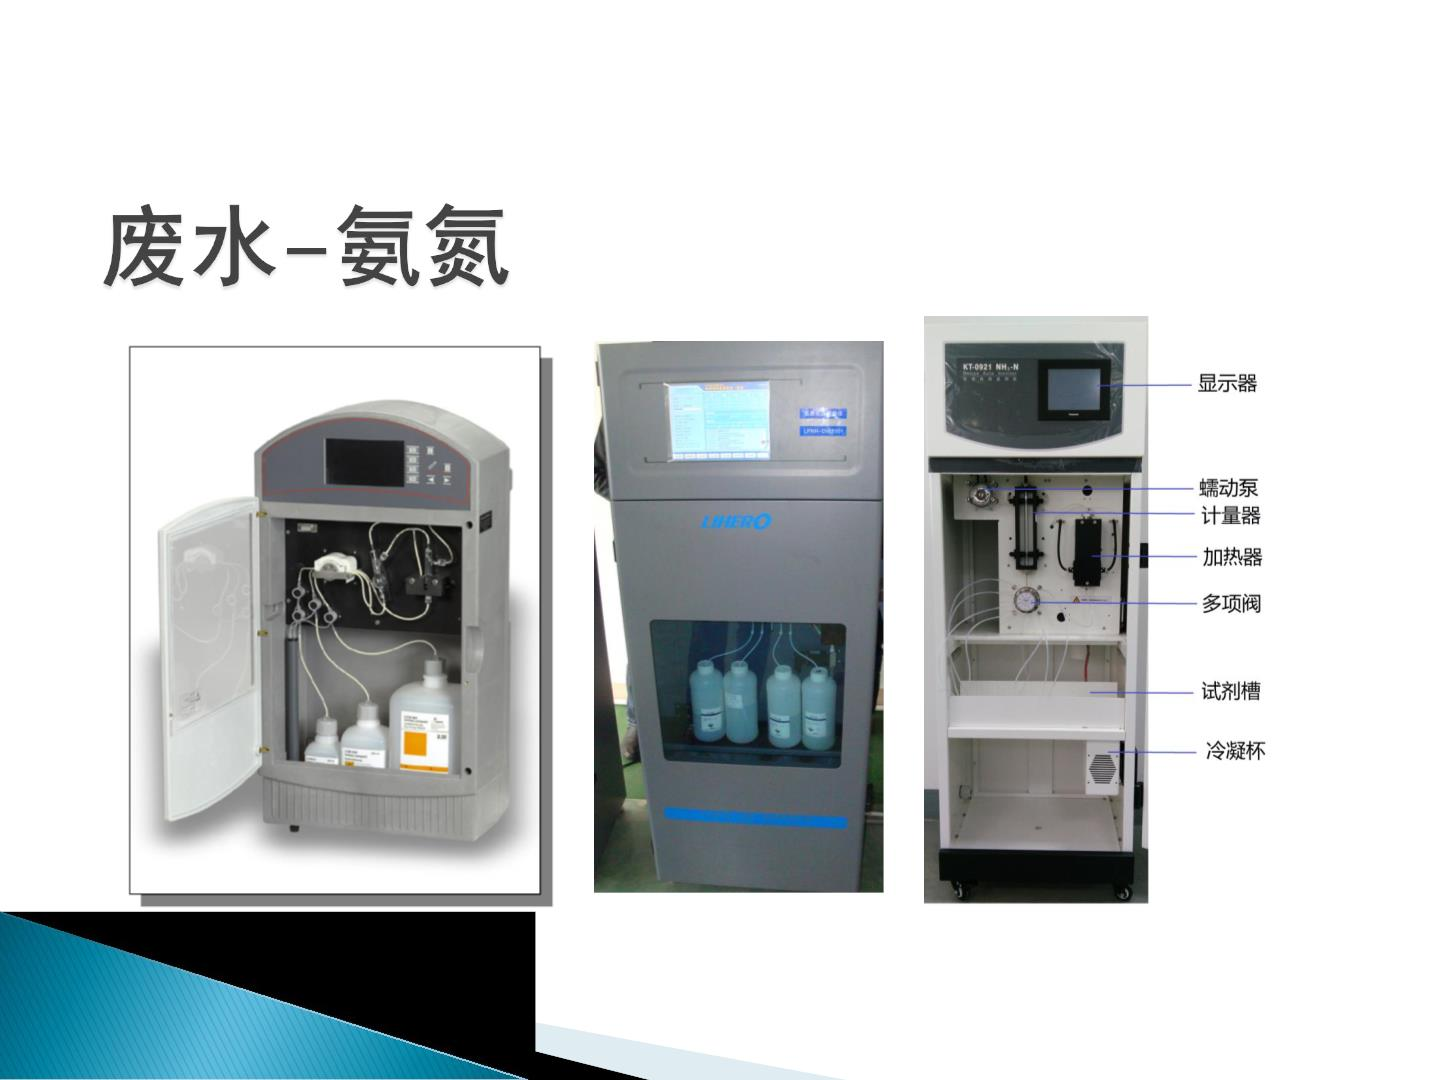 废水-氨氮
KT-0921 NH₃-N
LIHERO
显示器
蠕动泵
计量器
加热器
多项阀
试剂槽
冷凝杯